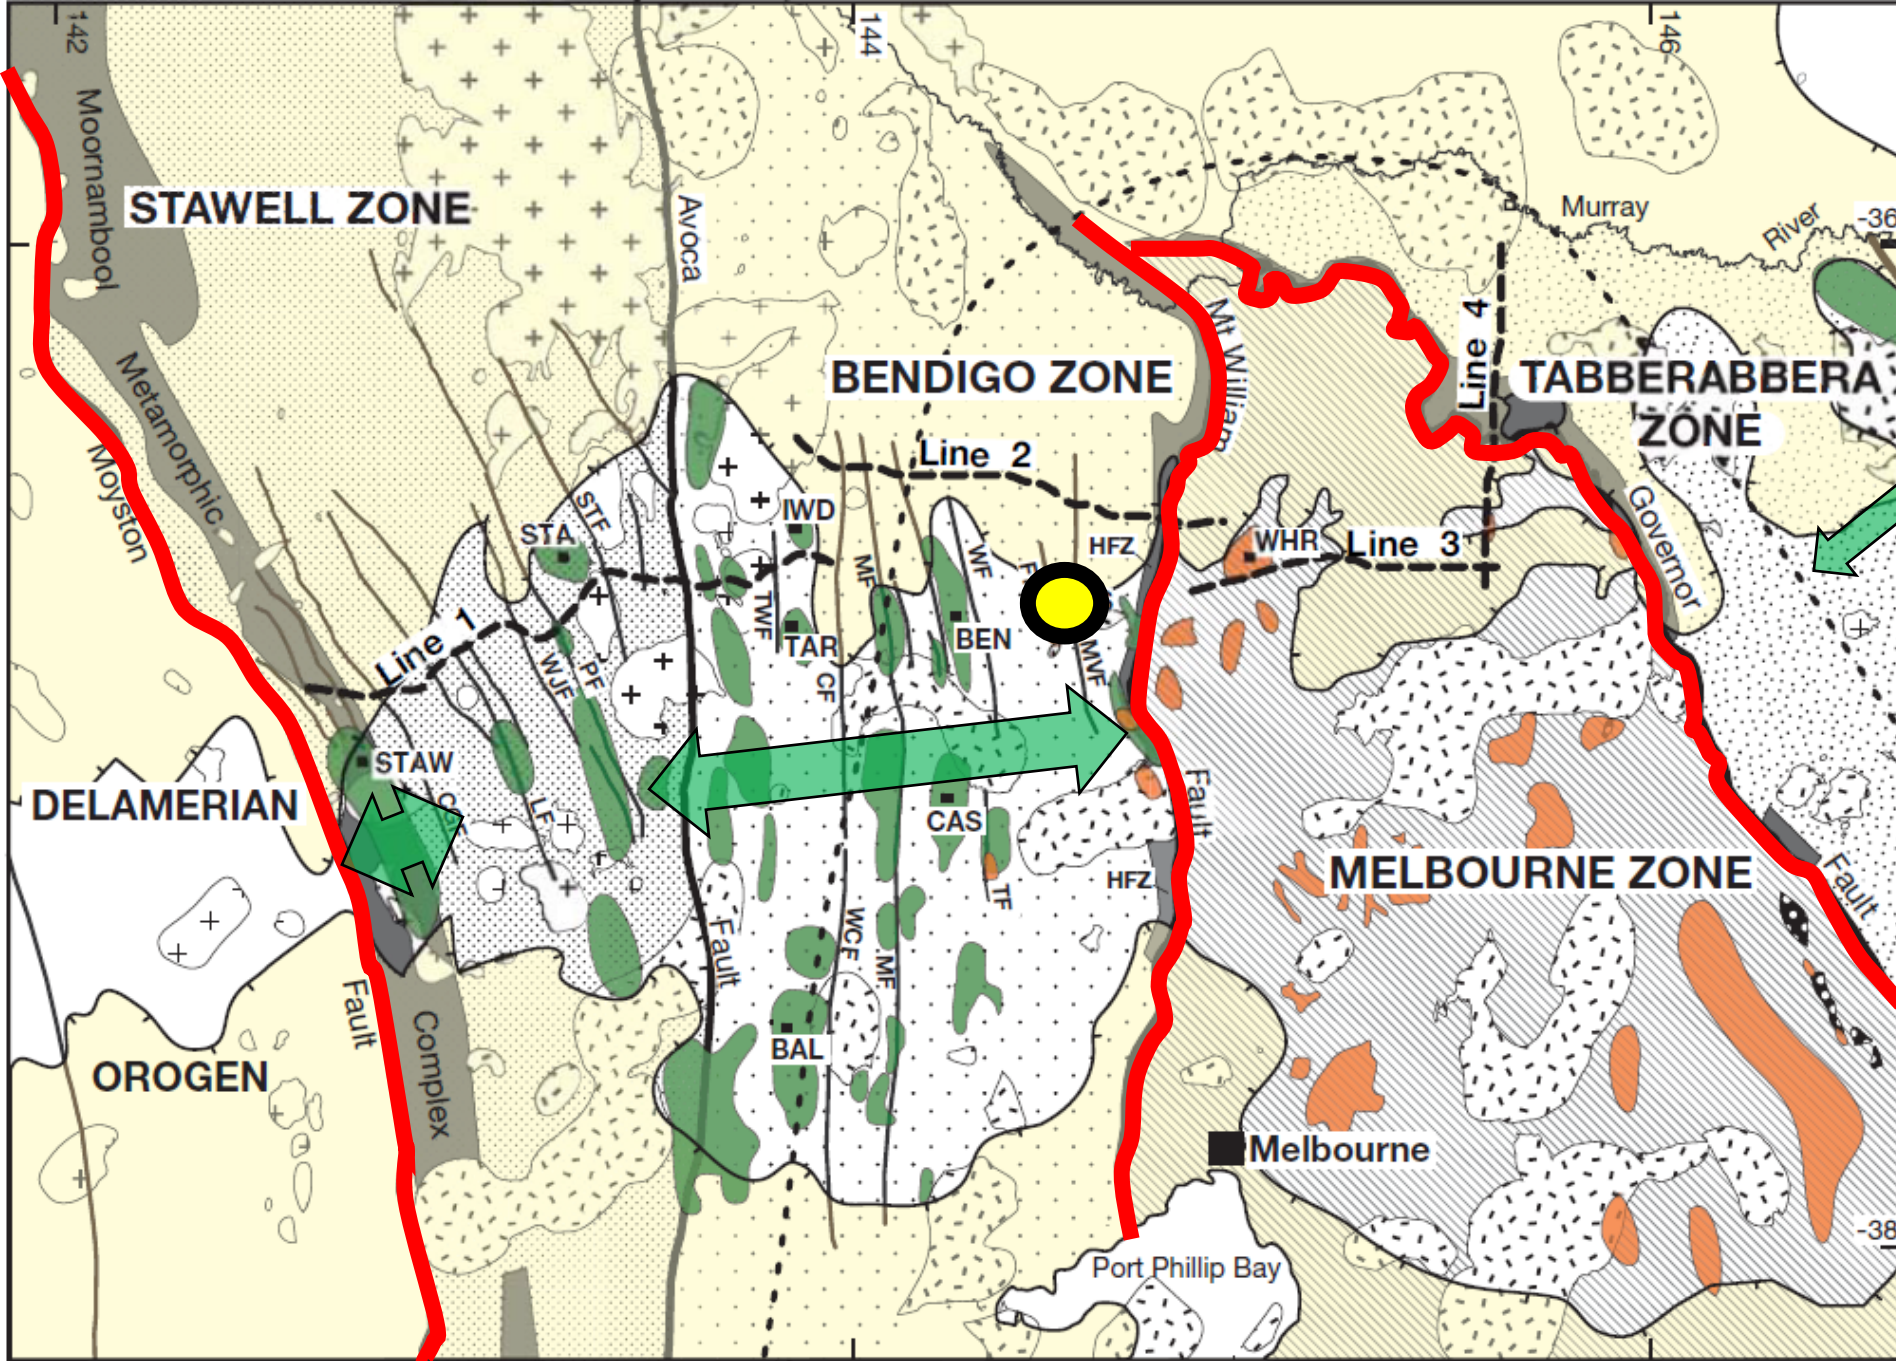 142
144
146
Moornambool
STAWELL ZONE
Avoca
Murray
River
-36
Mt William
Line 4
BENDIGO ZONE
TABBERABBERA
ZONE
Metamorphic
Line 2
Moyston
STF
IWD
STA
MF
WF
HFZ
WHR
Line 3
Governor
Line 1
TWF
TAR
BEN
WJF
PF
CF
MVF
STAW
DELAMERIAN
LF
CAS
Fault
MELBOURNE ZONE
HFZ
TF
Fault
WCF
MF
Fault
Fault
Complex
BAL
OROGEN
Melbourne
-38
Port Phillip Bay